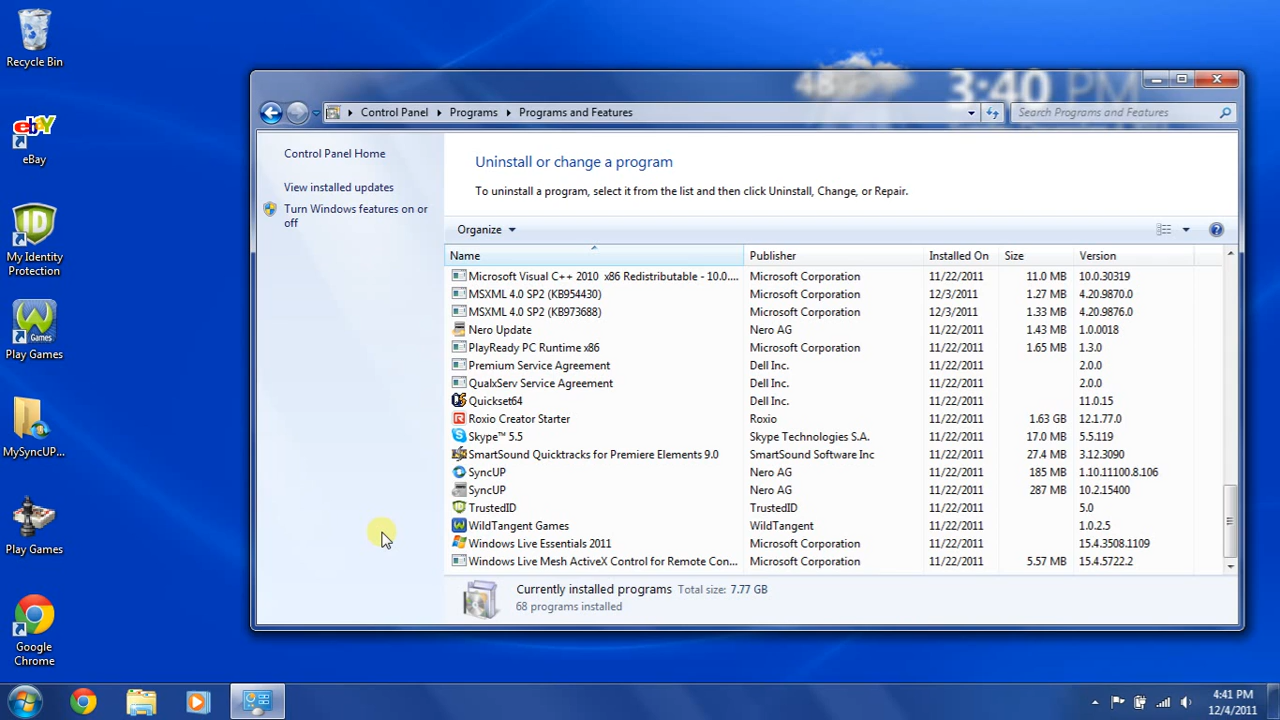 Recycle Bin
eBay
eBay
ID
My Identity
Protection
W
Games
Play Games
MySyncUP...
Play Games
Google
Chrome
48°
3:40 PM
Control Panel
Programs
Programs and Features
Search Programs and Features
Control Panel Home
View installed updates
Turn Windows features on or
off
Uninstall or change a program
To uninstall a program, select it from the list and then click Uninstall, Change, or Repair.
Organize
Name Publisher Installed On Size Version
Microsoft Visual C++ 2010 x86 Redistributable - 10.0.... Microsoft Corporation 11/22/2011 11.0 MB 10.0.30319
MSXML 4.0 SP2 (KB954430) Microsoft Corporation 12/3/2011 1.27 MB 4.20.9870.0
MSXML 4.0 SP2 (KB973688) Microsoft Corporation 12/3/2011 1.33 MB 4.20.9876.0
Nero Update Nero AG 11/22/2011 1.43 MB 1.0.0018
PlayReady PC Runtime x86 Microsoft Corporation 11/22/2011 1.65 MB 1.3.0
Premium Service Agreement Dell Inc. 11/22/2011 2.0.0
QualxServ Service Agreement Dell Inc. 11/22/2011 2.0.0
Quickset64 Dell Inc. 11/22/2011 11.0.15
Roxio Creator Starter Roxio 11/22/2011 1.63 GB 12.1.77.0
Skype™ 5.5 Skype Technologies S.A. 11/22/2011 17.0 MB 5.5.119
SmartSound Quicktracks for Premiere Elements 9.0 SmartSound Software Inc 11/22/2011 27.4 MB 3.12.3090
SyncUP Nero AG 11/22/2011 185 MB 1.10.11100.8.106
SyncUP Nero AG 11/22/2011 287 MB 10.2.15400
TrustedID TrustedID 11/22/2011 5.0
WildTangent Games WildTangent 11/22/2011 1.0.2.5
Windows Live Essentials 2011 Microsoft Corporation 11/22/2011 15.4.3508.1109
Windows Live Mesh ActiveX Control for Remote Con... Microsoft Corporation 11/22/2011 5.57 MB 15.4.5722.2
Currently installed programs Total size: 7.77 GB
68 programs installed
4:41 PM
12/4/2011